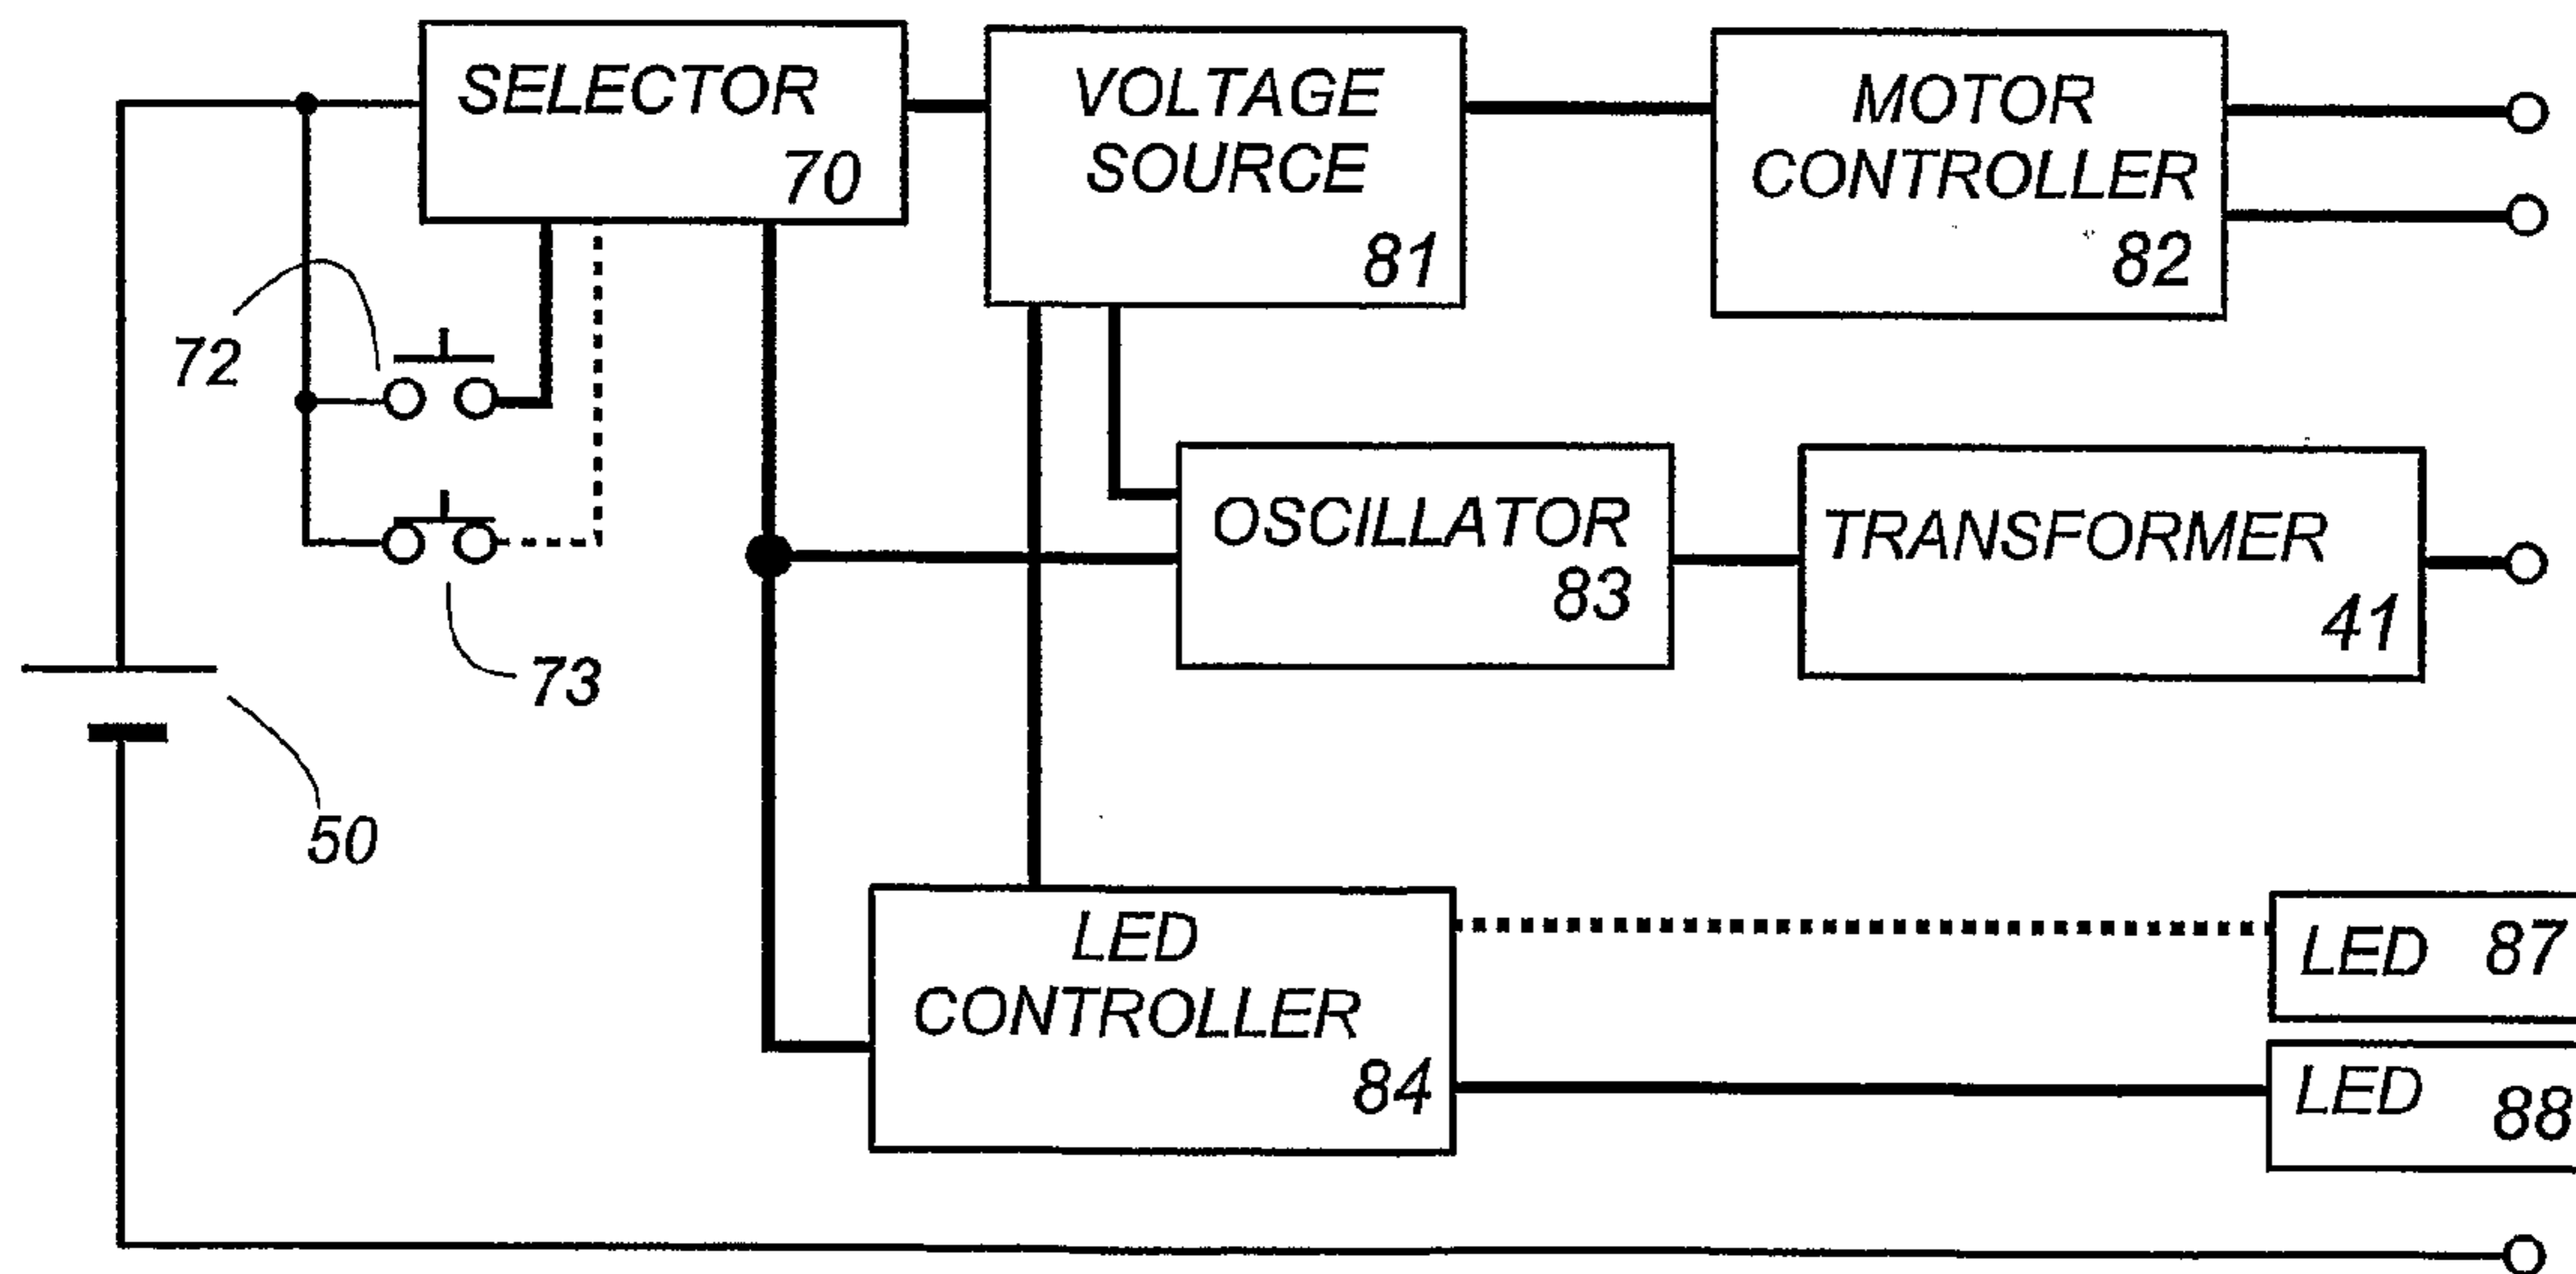 SELECTOR
70
VOLTAGE
SOURCE
81
MOTOR
CONTROLLER
82
72
OSCILLATOR
83
TRANSFORMER
41
73
50
LED
CONTROLLER
84
LED 87
LED 88